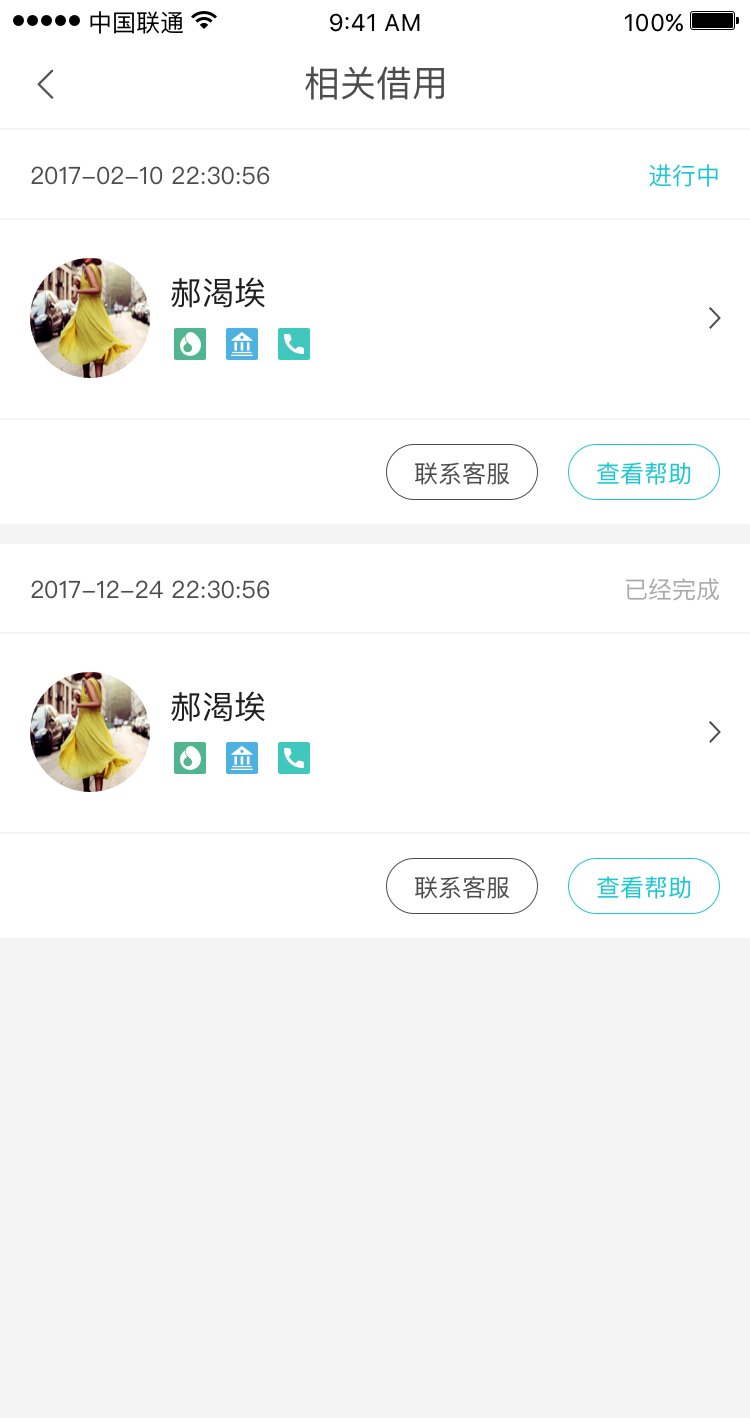 中国联通 9:41 AM 100%
相关借用
2017-02-10 22:30:56 进行中
郝渴埃
联系客服 查看帮助
2017-12-24 22:30:56 已经完成
郝渴埃
联系客服 查看帮助